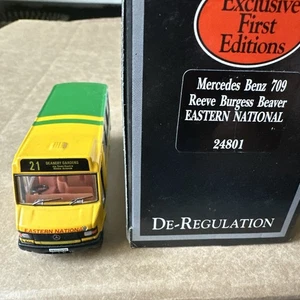 Exclusive
First
Editions
Mercedes Benz 709
Reeve Burgess Beaver
EASTERN NATIONAL
24801
DE-REGULATION
21
EASTERN NATIONAL